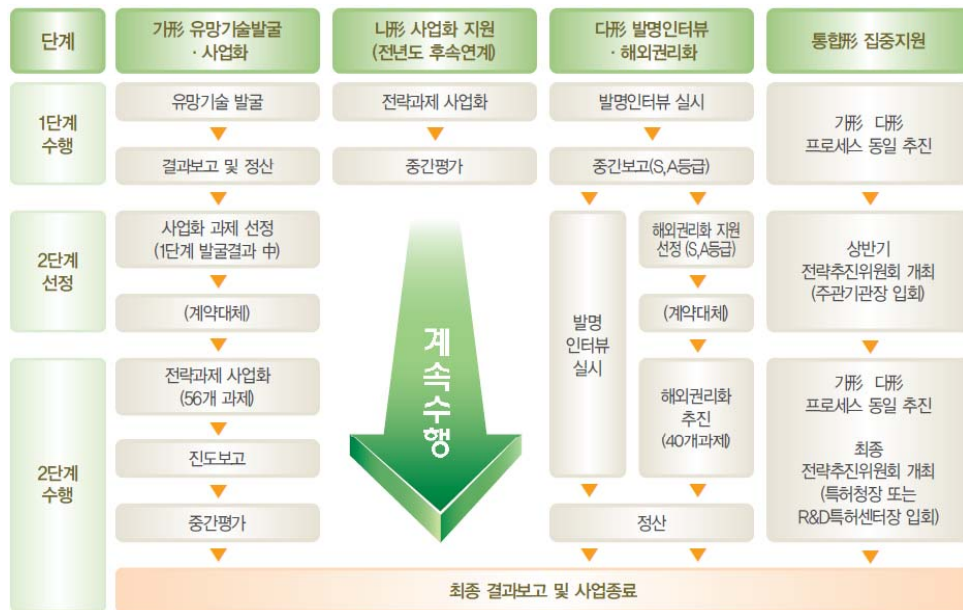 단계
가形 유망기술발굴
· 사업화
나形 사업화 지원
(전년도 후속연계)
다形 발명인터뷰
· 해외권리화
통합形 집중지원
1단계
수행
유망기술 발굴
전략과제 사업화
발명인터뷰 실시
가形 다形
프로세스 동일 추진
결과보고 및 정산
중간평가
중간보고(S,A등급)
2단계
선정
사업화 과제 선정
(1단계 발굴결과 中)
해외권리화 지원
선정 (S,A등급)
상반기
전략추진위원회 개최
(주관기관장 입회)
(계약대체)
(계약대체)
계속수행
발명
인터뷰
실시
2단계
수행
전략과제 사업화
(56개 과제)
해외권리화
추진
(40개과제)
가形 다形
프로세스 동일 추진
최종
전략추진위원회 개최
(특허청장 또는
R&D특허센터장 입회)
진도보고
중간평가
정산
최종 결과보고 및 사업종료